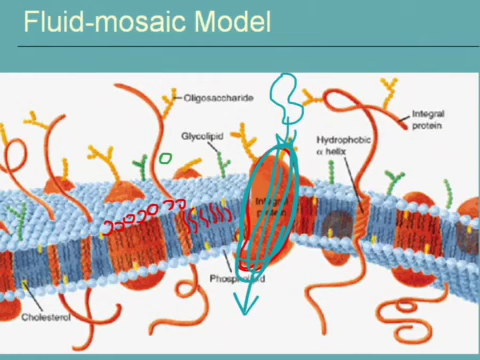 Fluid-mosaic Model
Oligosaccharide
Glycolipid
Integral
protein
Hydrophobic
α helix
Integral
protein
Phospholipid
Cholesterol